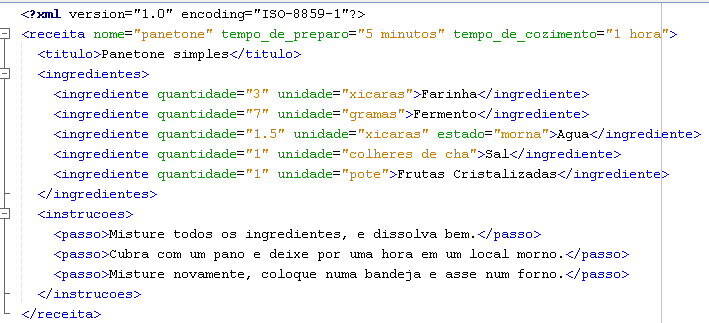 <?xml version="1.0" encoding="ISO-8859-1"?>
<receita nome="panetone" tempo_de_preparo="5 minutos" tempo_de_cozimento="1 hora">
<titulo>Panetone simples</titulo>
<ingredientes>
<ingrediente quantidade="3" unidade="xicaras">Farinha</ingrediente>
<ingrediente quantidade="7" unidade="gramas">Fermento</ingrediente>
<ingrediente quantidade="1.5" unidade="xicaras" estado="morna">Agua</ingrediente>
<ingrediente quantidade="1" unidade="colheres de cha">Sal</ingrediente>
<ingrediente quantidade="1" unidade="pote">Frutas Cristalizadas</ingrediente>
</ingredientes>
<instrucoes>
<passo>Misture todos os ingredientes, e dissolva bem.</passo>
<passo>Cubra com um pano e deixe por uma hora em um local morno.</passo>
<passo>Misture novamente, coloque numa bandeja e asse num forno.</passo>
</instrucoes>
</receita>